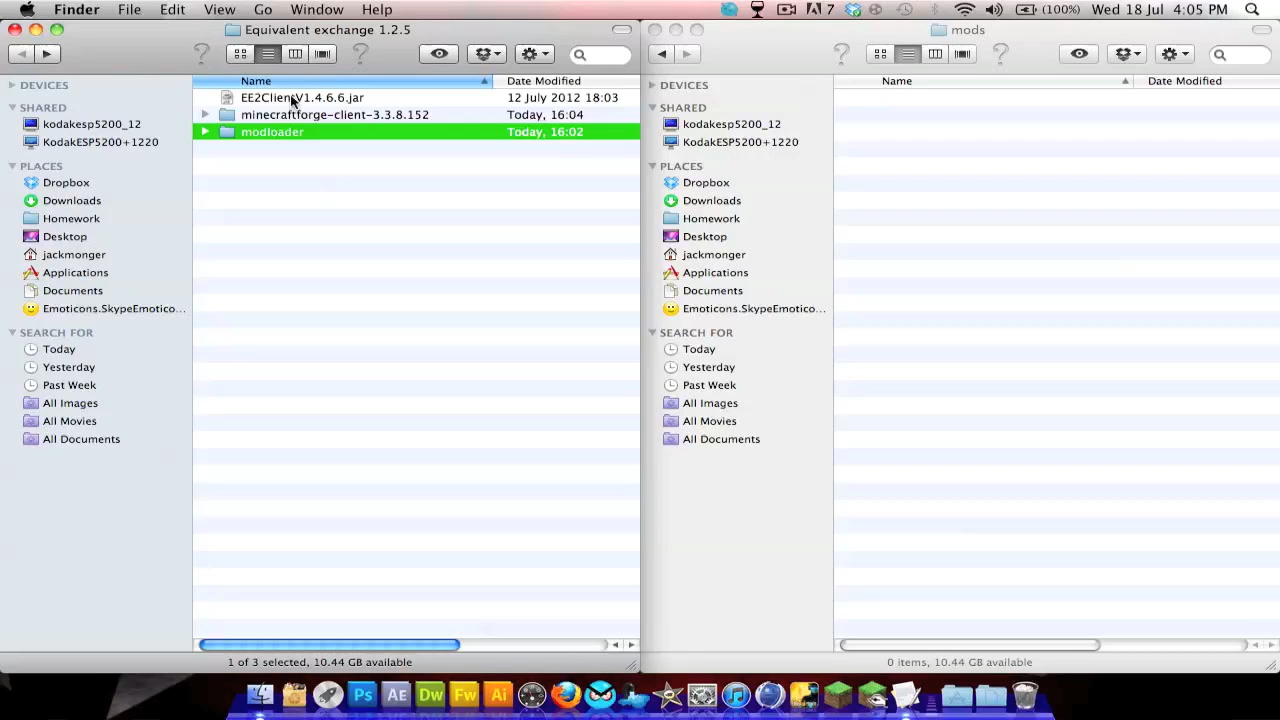 Finder File Edit View Go Window Help 7 (100%) Wed 18 Jul 4:05 PM
Equivalent exchange 1.2.5
Name Date Modified
DEVICES
SHARED
kodakesp5200_12
KodakESP5200+1220
PLACES
Dropbox
Downloads
Homework
Desktop
jackmonger
Applications
Documents
Emoticons.SkypeEmotico...
SEARCH FOR
Today
Yesterday
Past Week
All Images
All Movies
All Documents
EE2ClientV1.4.6.6.jar 12 July 2012 18:03
minecraftforge-client-3.3.8.152 Today, 16:04
modloader Today, 16:02
1 of 3 selected, 10.44 GB available
mods
Name Date Modified
DEVICES
SHARED
kodakesp5200_12
KodakESP5200+1220
PLACES
Dropbox
Downloads
Homework
Desktop
jackmonger
Applications
Documents
Emoticons.SkypeEmotico...
SEARCH FOR
Today
Yesterday
Past Week
All Images
All Movies
All Documents
0 items, 10.44 GB available
Ps AE Dw Fw Ai